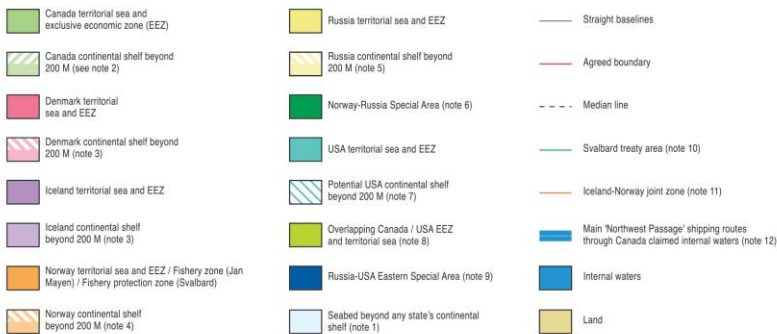 Canada territorial sea and
exclusive economic zone (EEZ)
Canada continental shelf beyond
200 M (see note 2)
Denmark territorial
sea and EEZ
Denmark continental shelf beyond
200 M (note 3)
Iceland territorial sea and EEZ
Iceland continental shelf
beyond 200 M (note 3)
Norway territorial sea and EEZ / Fishery zone (Jan
Mayen) / Fishery protection zone (Svalbard)
Norway continental shelf
beyond 200 M (note 4)
Russia territorial sea and EEZ
Russia continental shelf beyond
200 M (note 5)
Norway-Russia Special Area (note 6)
USA territorial sea and EEZ
Potential USA continental shelf
beyond 200 M (note 7)
Overlapping Canada / USA EEZ
and territorial sea (note 8)
Russia-USA Eastern Special Area (note 9)
Seabed beyond any state's continental
shelf (note 1)
Straight baselines
Agreed boundary
Median line
Svalbard treaty area (note 10)
Iceland-Norway joint zone (note 11)
Main 'Northwest Passage' shipping routes
through Canada claimed internal waters (note 12)
Internal waters
Land